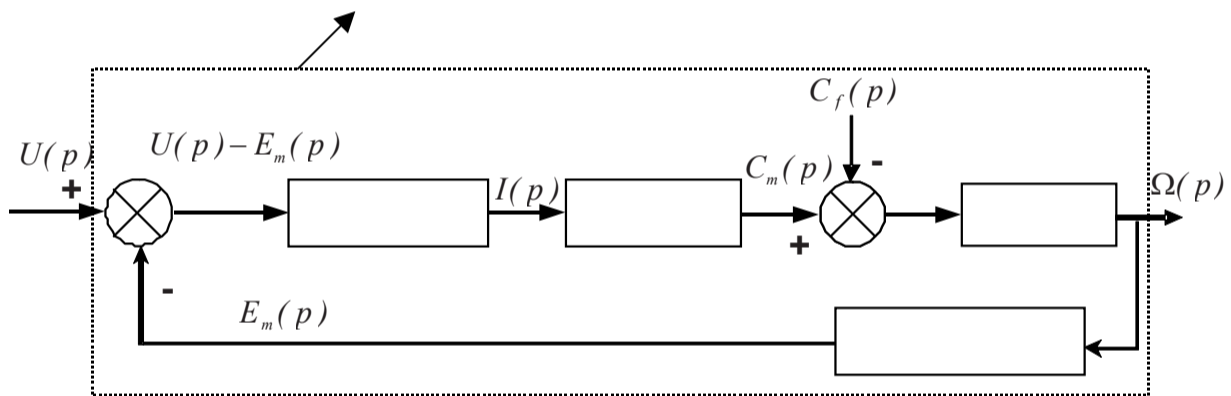 C_f(p)
U(p)
U(p) − E_m(p)
I(p)
C_m(p)
Ω(p)
+
-
+
-
E_m(p)